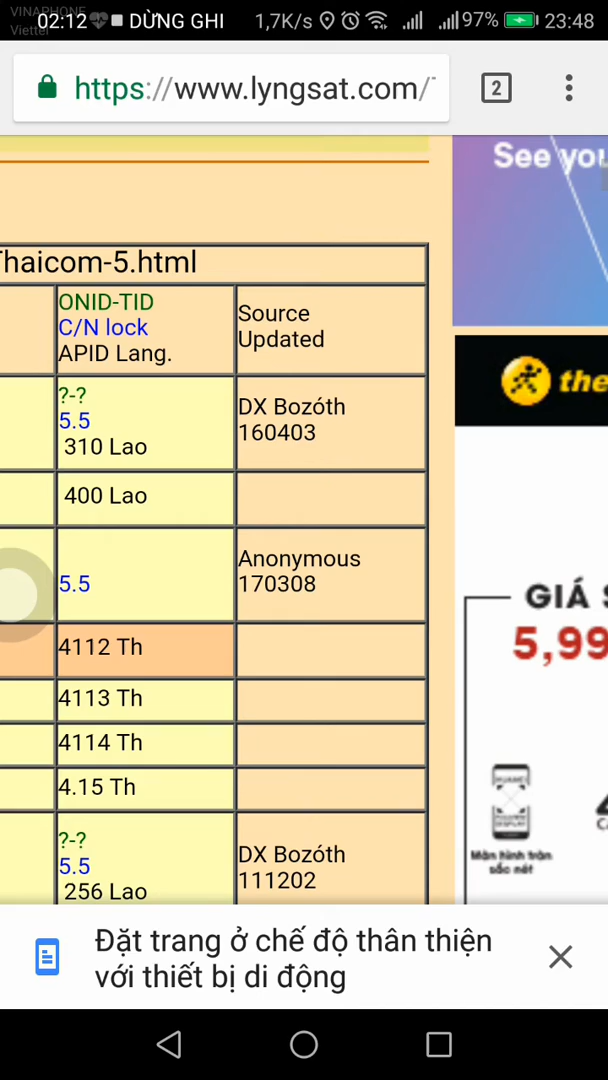 VINAPHONE
Viettel
02:12 DỪNG GHI 1,7K/s 97% 23:48
https://www.lyngsat.com/
2
See you
Thaicom-5.html
ONID-TID
C/N lock
APID Lang.
Source
Updated
?-?
5.5
310 Lao
DX Bozóth
160403
the
400 Lao
5.5
Anonymous
170308
GIÁ
5,99
4112 Th
4113 Th
4114 Th
4.15 Th
HUAWEI
Màn hình tràn
sắc nét
?-?
5.5
256 Lao
DX Bozóth
111202
Đặt trang ở chế độ thân thiện
với thiết bị di động